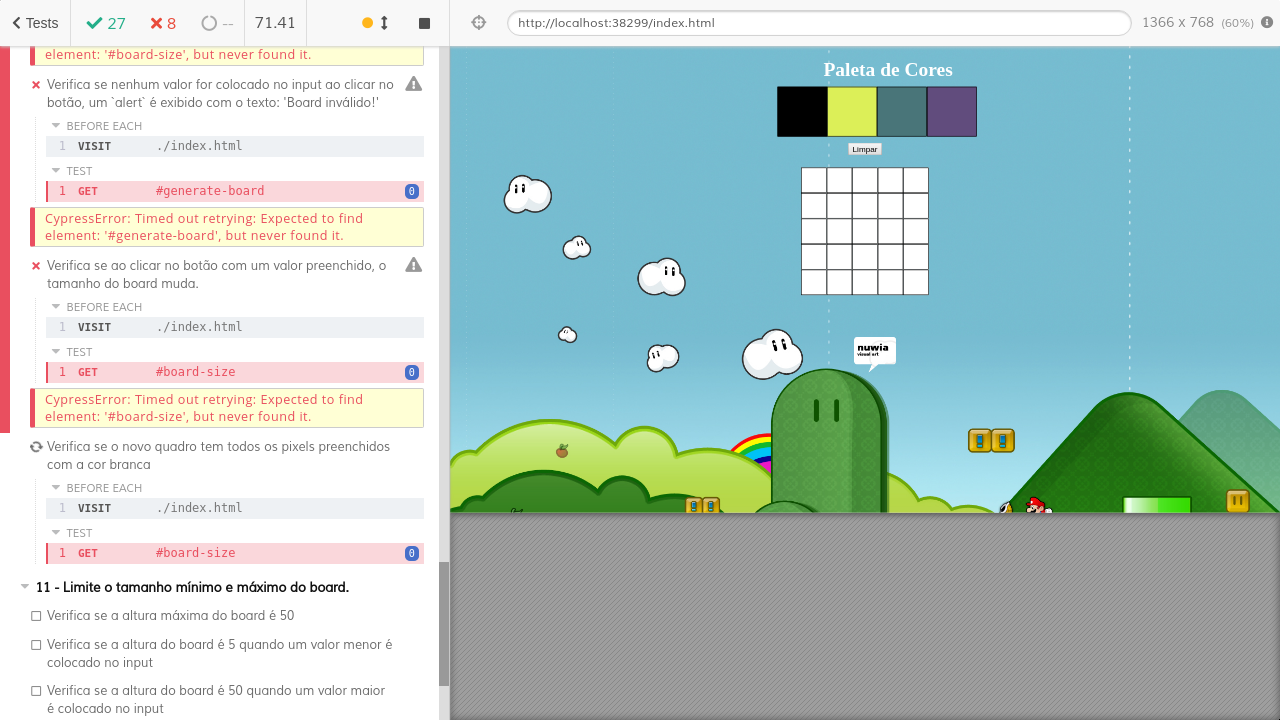 Tests
27
8
--
71.41
http://localhost:38299/index.html
1366 x 768 (60%)
element: '#board-size', but never found it.
Verifica se nenhum valor for colocado no input ao clicar no
botão, um `alert` é exibido com o texto: 'Board inválido!'
BEFORE EACH
1 VISIT ./index.html
TEST
1 GET #generate-board 0
CypressError: Timed out retrying: Expected to find
element: '#generate-board', but never found it.
Verifica se ao clicar no botão com um valor preenchido, o
tamanho do board muda.
BEFORE EACH
1 VISIT ./index.html
TEST
1 GET #board-size 0
CypressError: Timed out retrying: Expected to find
element: '#board-size', but never found it.
Verifica se o novo quadro tem todos os pixels preenchidos
com a cor branca
BEFORE EACH
1 VISIT ./index.html
TEST
1 GET #board-size 0
11 - Limite o tamanho mínimo e máximo do board.
Verifica se a altura máxima do board é 50
Verifica se a altura do board é 5 quando um valor menor é
colocado no input
Verifica se a altura do board é 50 quando um valor maior
é colocado no input
Paleta de Cores
Limpar
nuwia
visual art